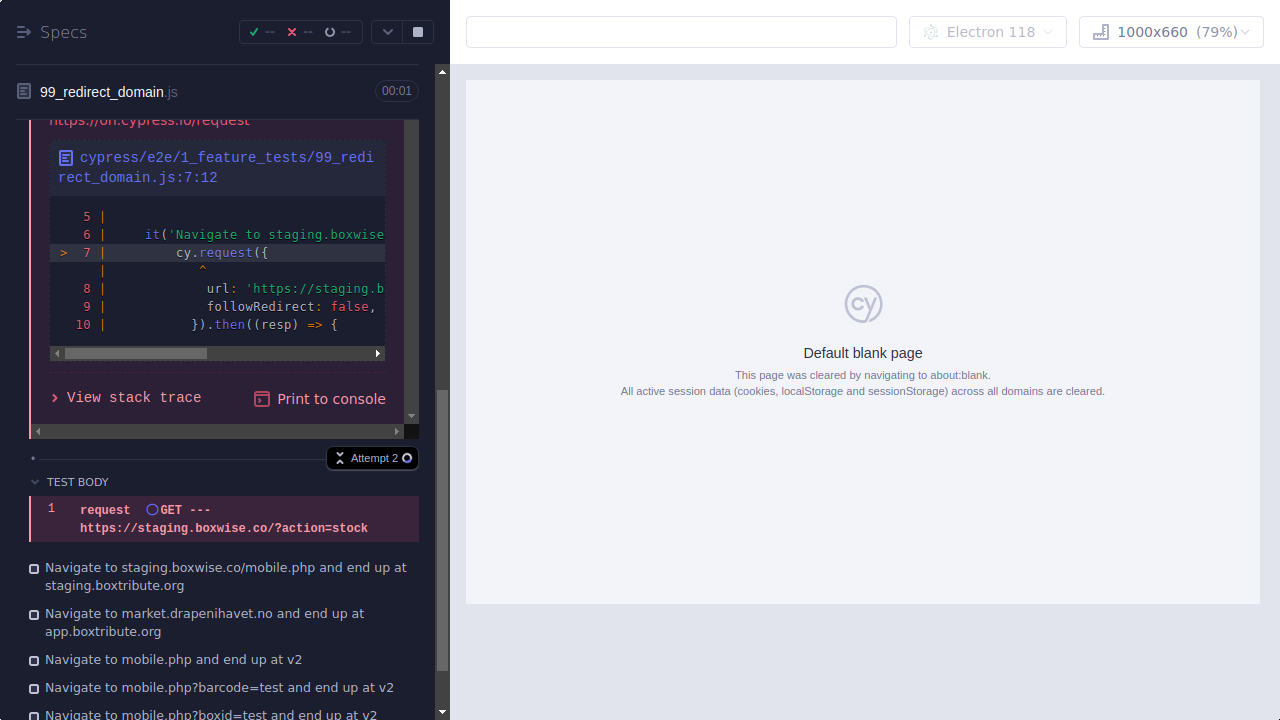 Specs
--
--
--
Electron 118
1000x660 (79%)
99_redirect_domain.js
00:01
https://on.cypress.io/request
cypress/e2e/1_feature_tests/99_redi
rect_domain.js:7:12
5 |
6 | it('Navigate to staging.boxwise
> 7 | cy.request({
| ^
8 | url: 'https://staging.b
9 | followRedirect: false,
10 | }).then((resp) => {
View stack trace
Print to console
Attempt 2
TEST BODY
1 request GET ---
https://staging.boxwise.co/?action=stock
Navigate to staging.boxwise.co/mobile.php and end up at
staging.boxtribute.org
Navigate to market.drapenihavet.no and end up at
app.boxtribute.org
Navigate to mobile.php and end up at v2
Navigate to mobile.php?barcode=test and end up at v2
Navigate to mobile.php?boxid=test and end up at v2
cy
Default blank page
This page was cleared by navigating to about:blank.
All active session data (cookies, localStorage and sessionStorage) across all domains are cleared.